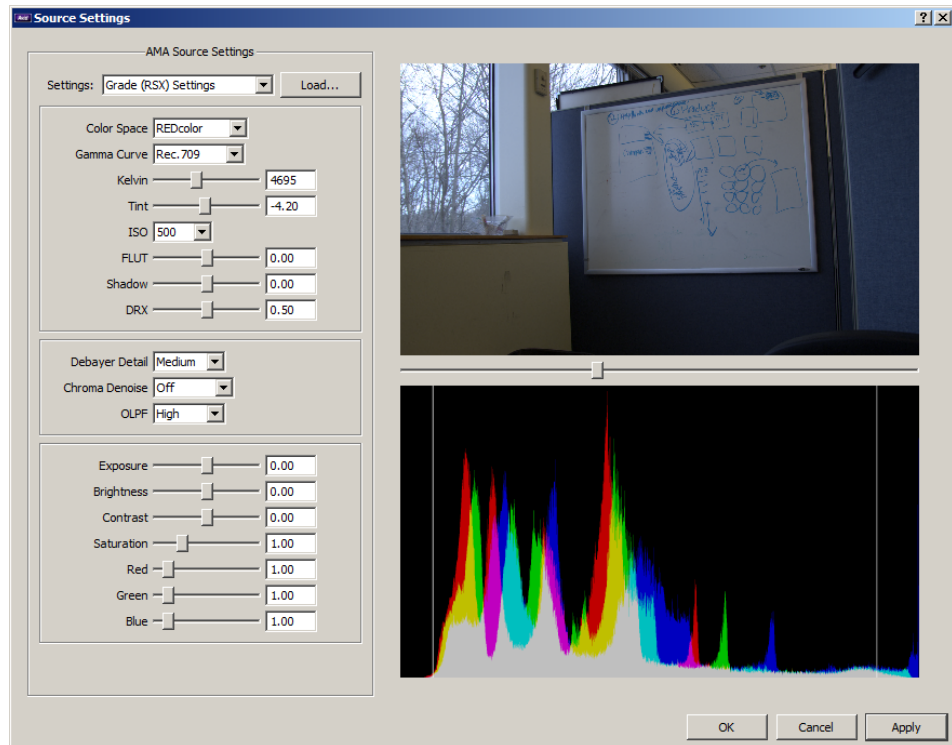 Avid Source Settings
AMA Source Settings
Settings: Grade (RSX) Settings Load...
Color Space REDcolor
Gamma Curve Rec.709
Kelvin 4695
Tint -4.20
ISO 500
FLUT 0.00
Shadow 0.00
DRX 0.50
Debayer Detail Medium
Chroma Denoise Off
OLPF High
Exposure 0.00
Brightness 0.00
Contrast 0.00
Saturation 1.00
Red 1.00
Green 1.00
Blue 1.00
OK Cancel Apply